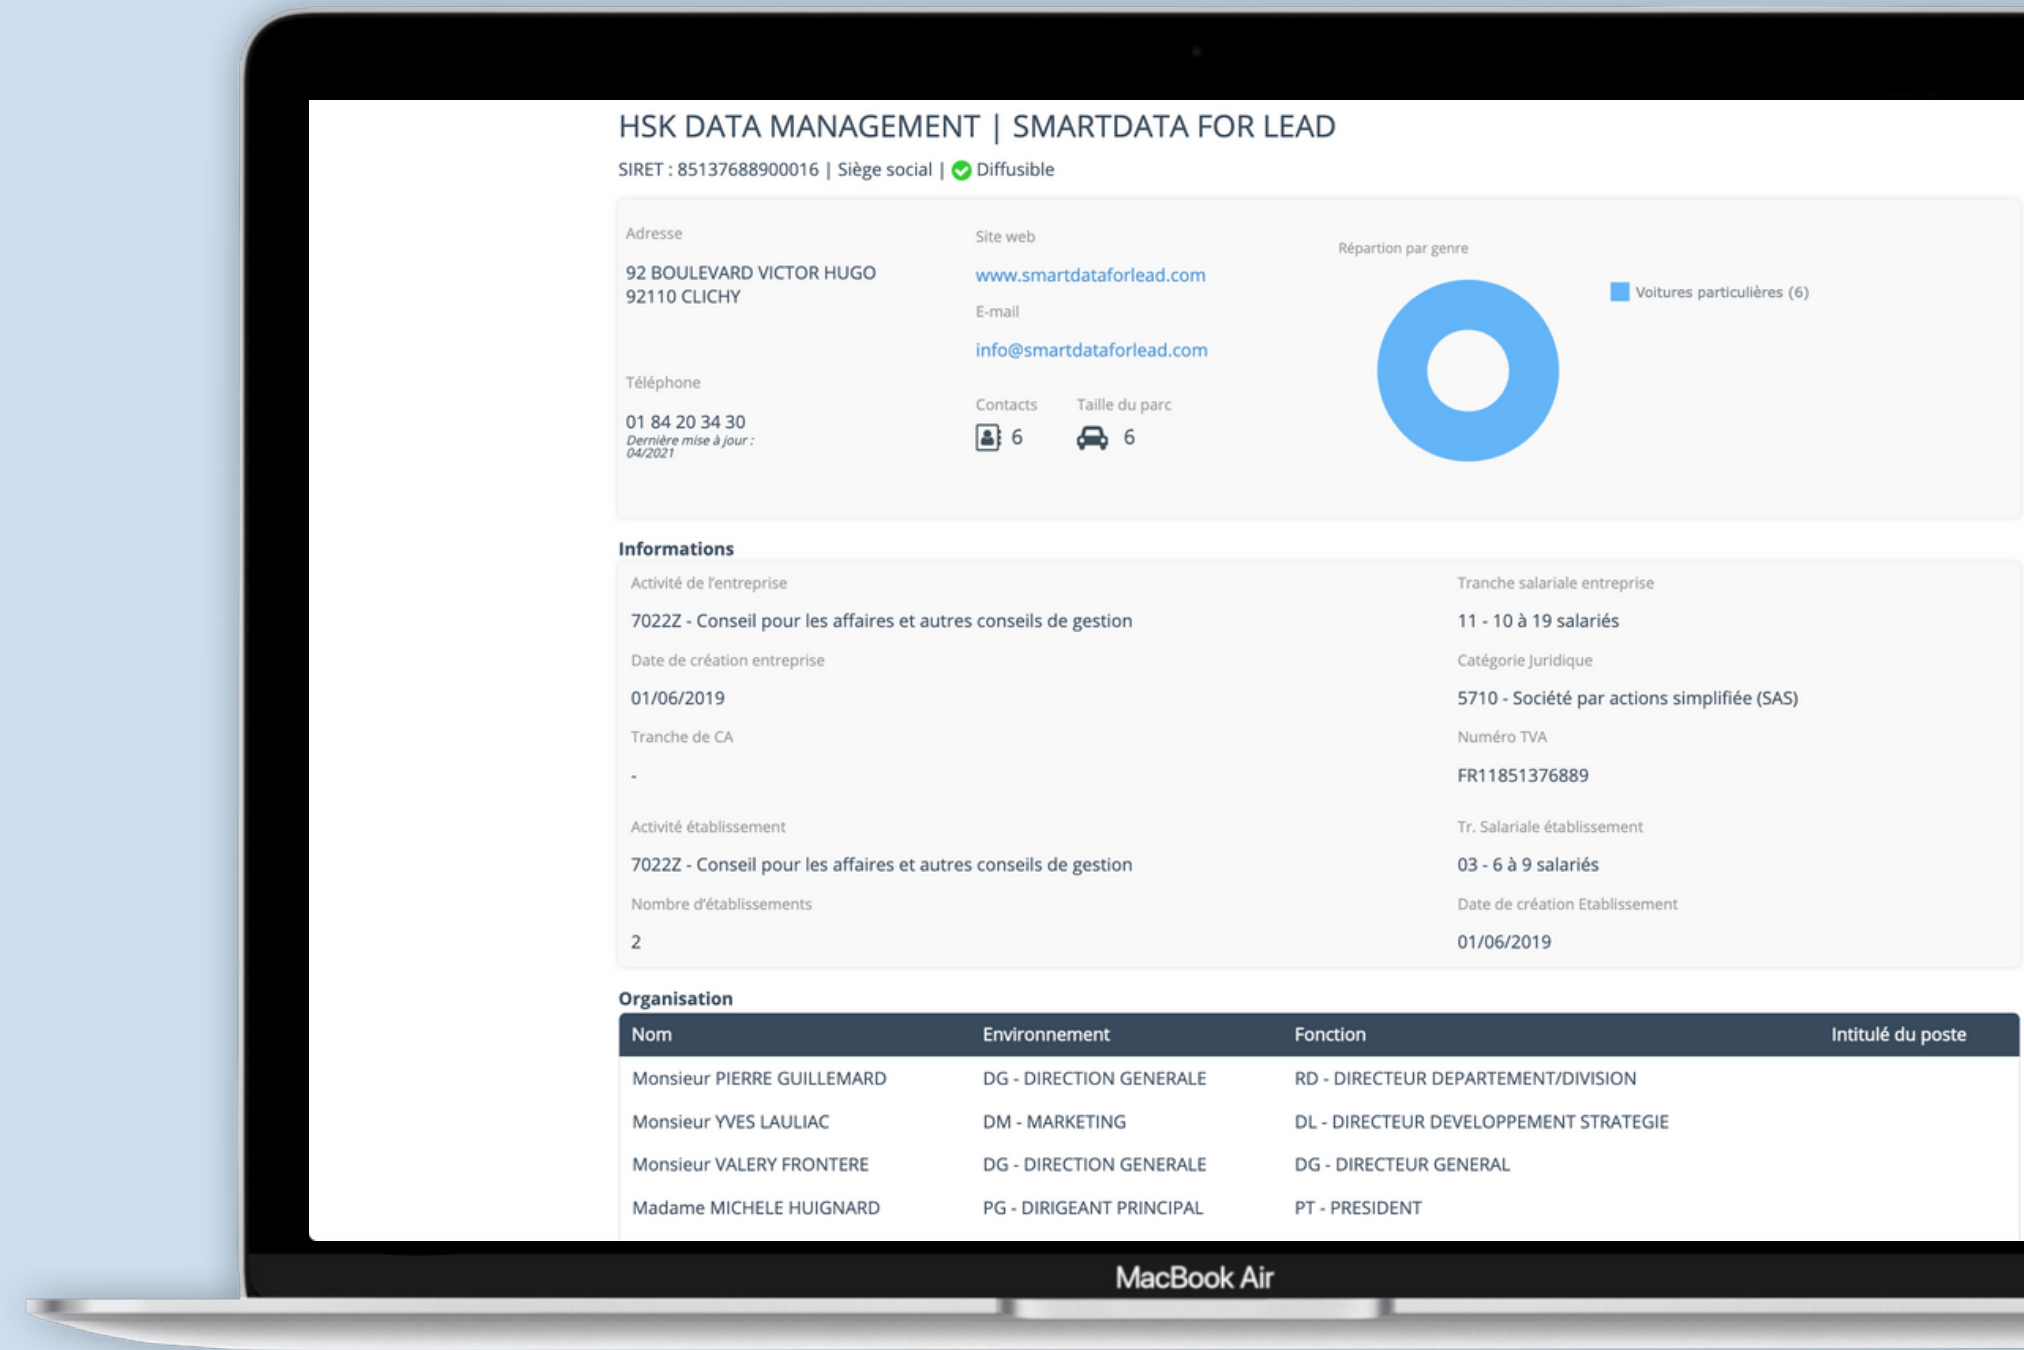 HSK DATA MANAGEMENT | SMARTDATA FOR LEAD
SIRET : 85137688900016 | Siège social | Diffusible
Adresse
92 BOULEVARD VICTOR HUGO
92110 CLICHY
Téléphone
01 84 20 34 30
Dernière mise à jour :
04/2021
Site web
www.smartdataforlead.com
E-mail
info@smartdataforlead.com
Contacts
6
Taille du parc
6
Répartion par genre
Voitures particulières (6)
Informations
Activité de l'entreprise
7022Z - Conseil pour les affaires et autres conseils de gestion
Tranche salariale entreprise
11 - 10 à 19 salariés
Date de création entreprise
01/06/2019
Catégorie Juridique
5710 - Société par actions simplifiée (SAS)
Tranche de CA
-
Numéro TVA
FR11851376889
Activité établissement
7022Z - Conseil pour les affaires et autres conseils de gestion
Tr. Salariale établissement
03 - 6 à 9 salariés
Nombre d'établissements
2
Date de création Etablissement
01/06/2019
Organisation
Nom Environnement Fonction Intitulé du poste
Monsieur PIERRE GUILLEMARD DG - DIRECTION GENERALE RD - DIRECTEUR DEPARTEMENT/DIVISION
Monsieur YVES LAULIAC DM - MARKETING DL - DIRECTEUR DEVELOPPEMENT STRATEGIE
Monsieur VALERY FRONTERE DG - DIRECTION GENERALE DG - DIRECTEUR GENERAL
Madame MICHELE HUIGNARD PG - DIRIGEANT PRINCIPAL PT - PRESIDENT
MacBook Air